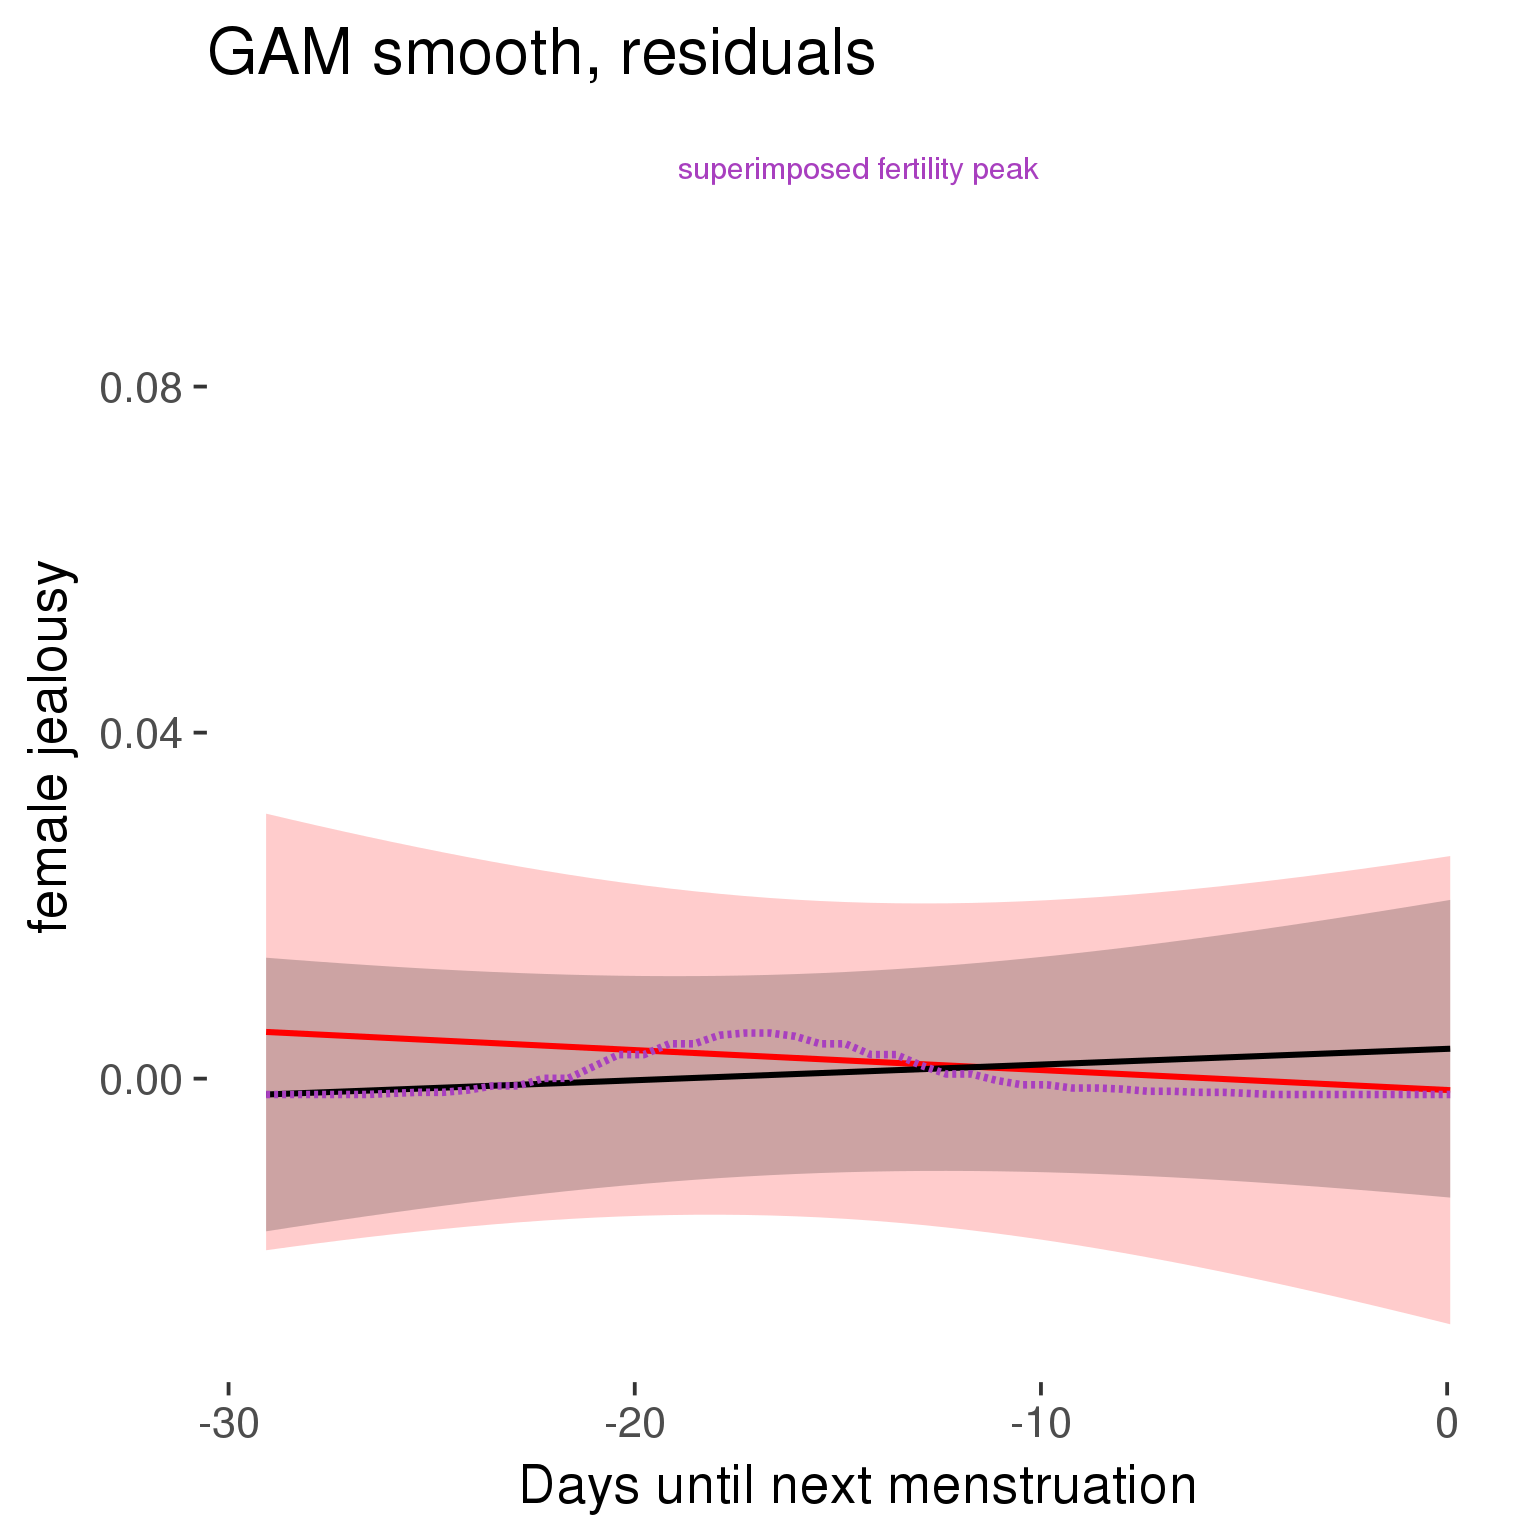 GAM smooth, residuals
superimposed fertility peak
0.08
0.04
0.00
female jealousy
-30
-20
-10
0
Days until next menstruation